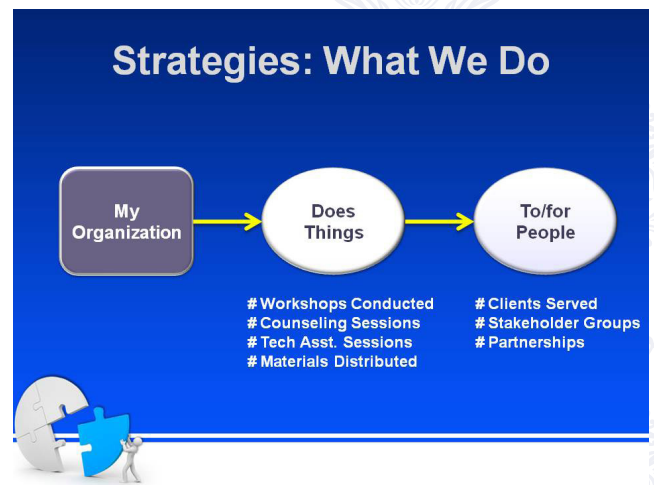 Strategies: What We Do
My
Organization
Does
Things
To/for
People
# Workshops Conducted
# Counseling Sessions
# Tech Asst. Sessions
# Materials Distributed
# Clients Served
# Stakeholder Groups
# Partnerships